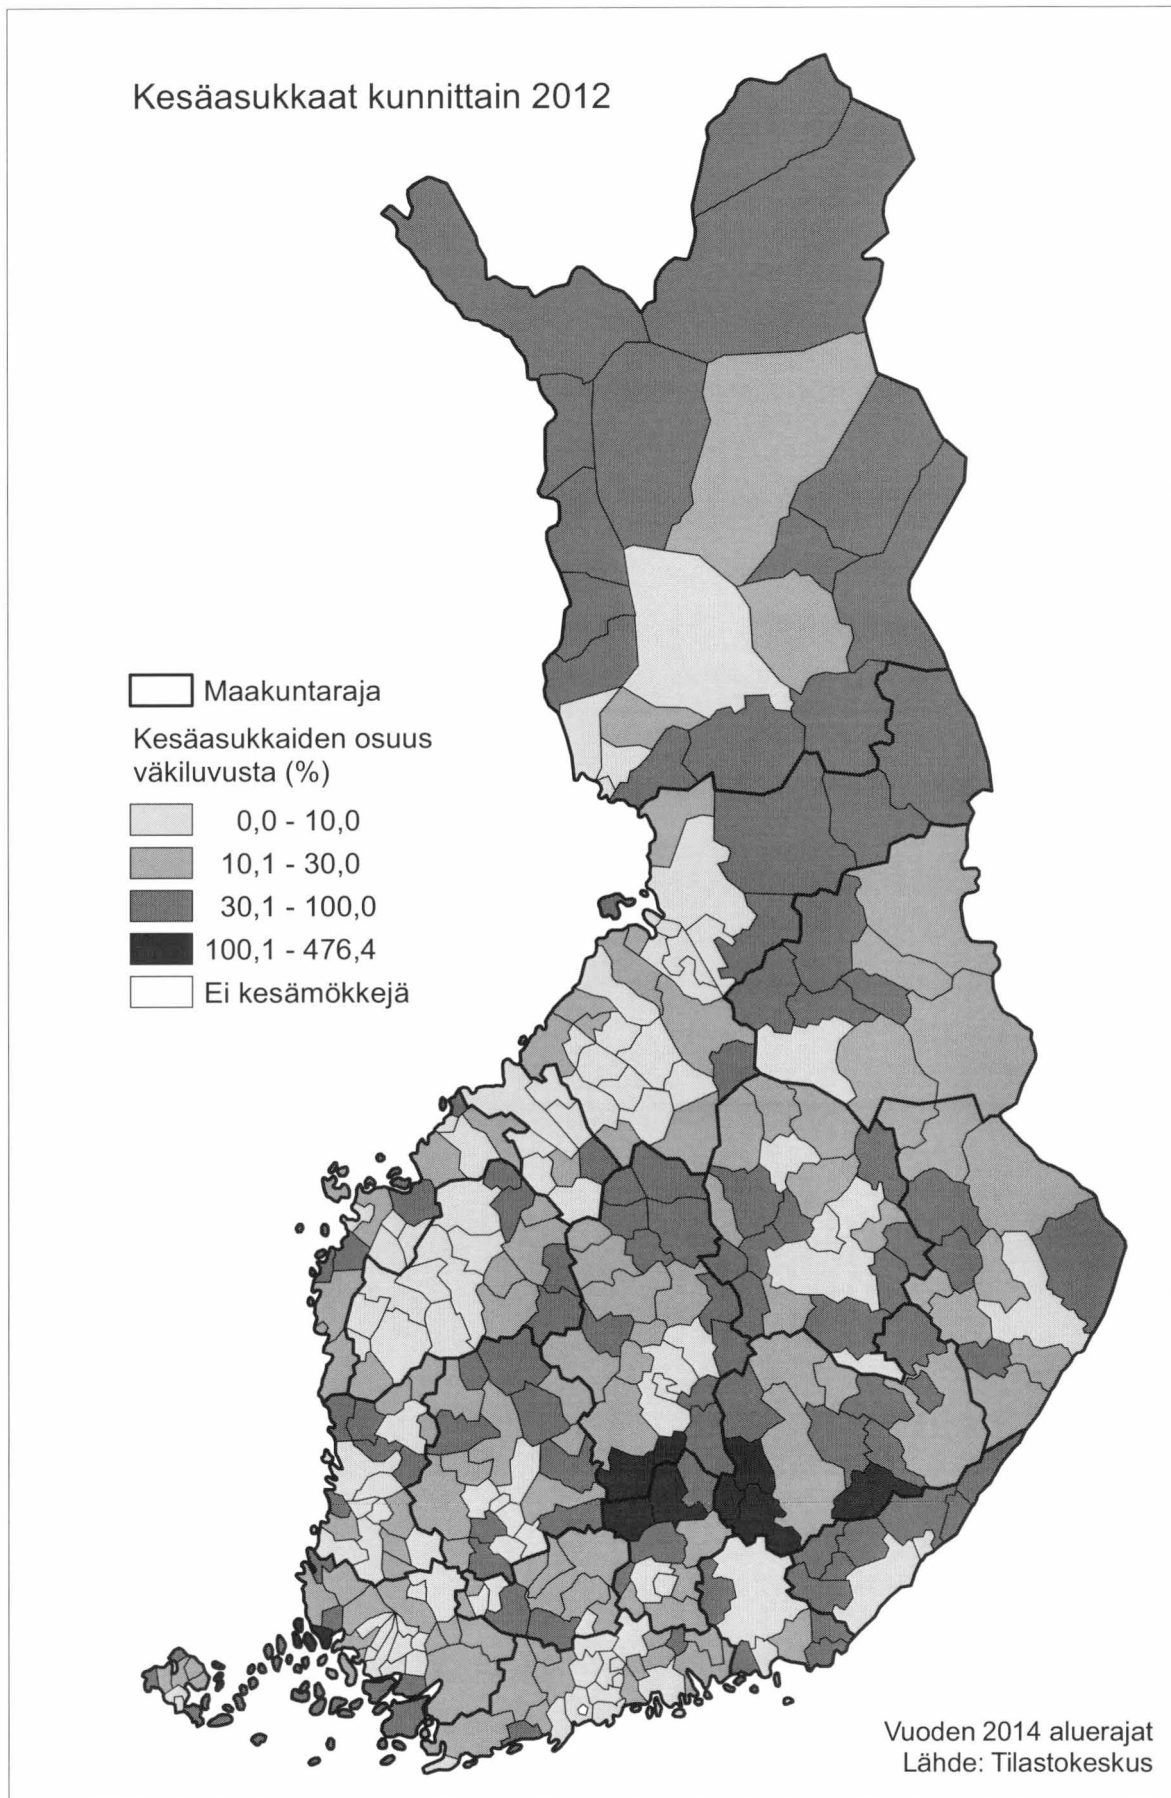 Kesäasukkaat kunnittain 2012
Maakuntaraja
Kesäasukkaiden osuus
väkiluvusta (%)
0,0 - 10,0
10,1 - 30,0
30,1 - 100,0
100,1 - 476,4
Ei kesämökkejä
Vuoden 2014 aluerajat
Lähde: Tilastokeskus